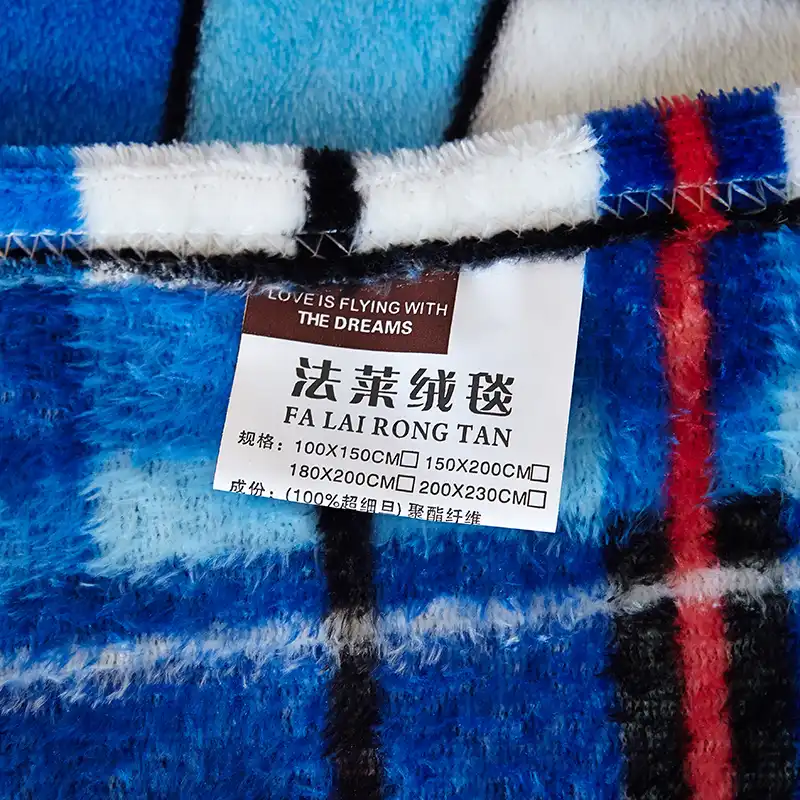 LOVE IS FLYING WITH
THE DREAMS
法莱绒毯
FA LAI RONG TAN
规格：100X150CM□ 150X200CM□
180X200CM□ 200X230CM□
成份：(100%超细旦) 聚酯纤维